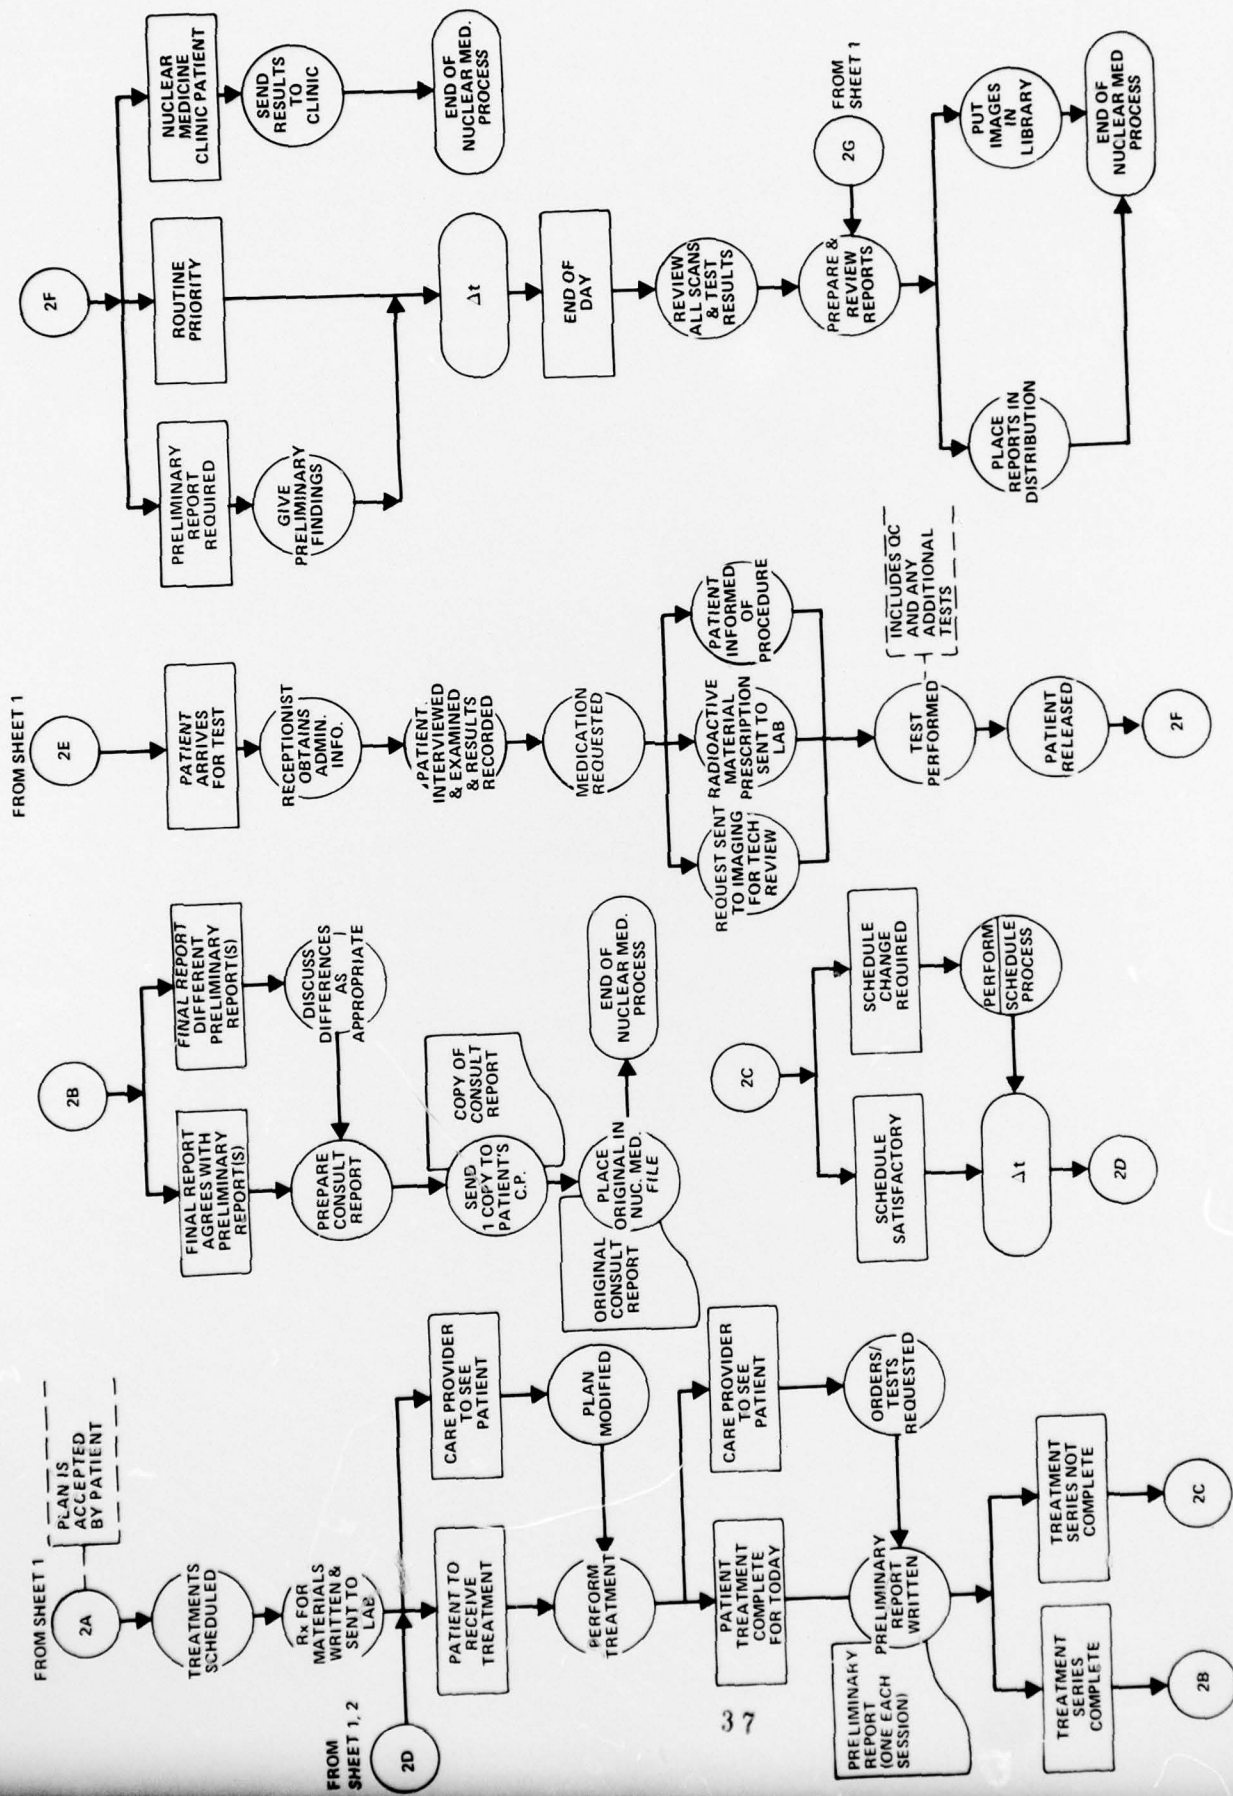 FROM SHEET 1
2A
PLAN IS
ACCEPTED
BY PATIENT
TREATMENTS
SCHEDULED
Rx FOR
MATERIALS
WRITTEN &
SENT TO
LAB
FROM
SHEET 1, 2
2D
PATIENT TO
RECEIVE
TREATMENT
CARE PROVIDER
TO SEE
PATIENT
PLAN
MODIFIED
PERFORM
TREATMENT
PATIENT
TREATMENT
COMPLETE
FOR TODAY
CARE PROVIDER
TO SEE
PATIENT
ORDERS/
TESTS
REQUESTED
PRELIMINARY
REPORT
WRITTEN
PRELIMINARY
REPORT
(ONE EACH
SESSION)
TREATMENT
SERIES
COMPLETE
TREATMENT
SERIES NOT
COMPLETE
2B
2C
2B
FINAL REPORT
AGREES WITH
PRELIMINARY
REPORT(S)
FINAL REPORT
DIFFERENT
PRELIMINARY
REPORT(S)
DISCUSS
DIFFERENCES
AS
APPROPRIATE
PREPARE
CONSULT
REPORT
SEND
1 COPY TO
PATIENT'S
C.P.
COPY OF
CONSULT
REPORT
PLACE
ORIGINAL IN
NUC. MED.
FILE
ORIGINAL
CONSULT
REPORT
END OF
NUCLEAR MED.
PROCESS
2C
SCHEDULE
SATISFACTORY
SCHEDULE
CHANGE
REQUIRED
PERFORM
SCHEDULE
PROCESS
Δt
2D
FROM SHEET 1
2E
PATIENT
ARRIVES
FOR TEST
RECEPTIONIST
OBTAINS
ADMIN.
INFO.
PATIENT
INTERVIEWED
& EXAMINED
& RESULTS
RECORDED
MEDICATION
REQUESTED
REQUEST SENT
TO IMAGING
FOR TECH
REVIEW
RADIOACTIVE
MATERIAL
PRESCRIPTION
SENT TO
LAB
PATIENT
INFORMED
OF
PROCEDURE
TEST
PERFORMED
INCLUDES QC
AND ANY
ADDITIONAL
TESTS
PATIENT
RELEASED
2F
2F
PRELIMINARY
REPORT
REQUIRED
ROUTINE
PRIORITY
NUCLEAR
MEDICINE
CLINIC PATIENT
GIVE
PRELIMINARY
FINDINGS
SEND
RESULTS
TO
CLINIC
END OF
NUCLEAR MED.
PROCESS
Δt
END OF
DAY
REVIEW
ALL SCANS
& TEST
RESULTS
PREPARE &
REVIEW
REPORTS
2G
FROM
SHEET 1
PLACE
REPORTS IN
DISTRIBUTION
PUT
IMAGES
IN
LIBRARY
END OF
NUCLEAR MED
PROCESS
37